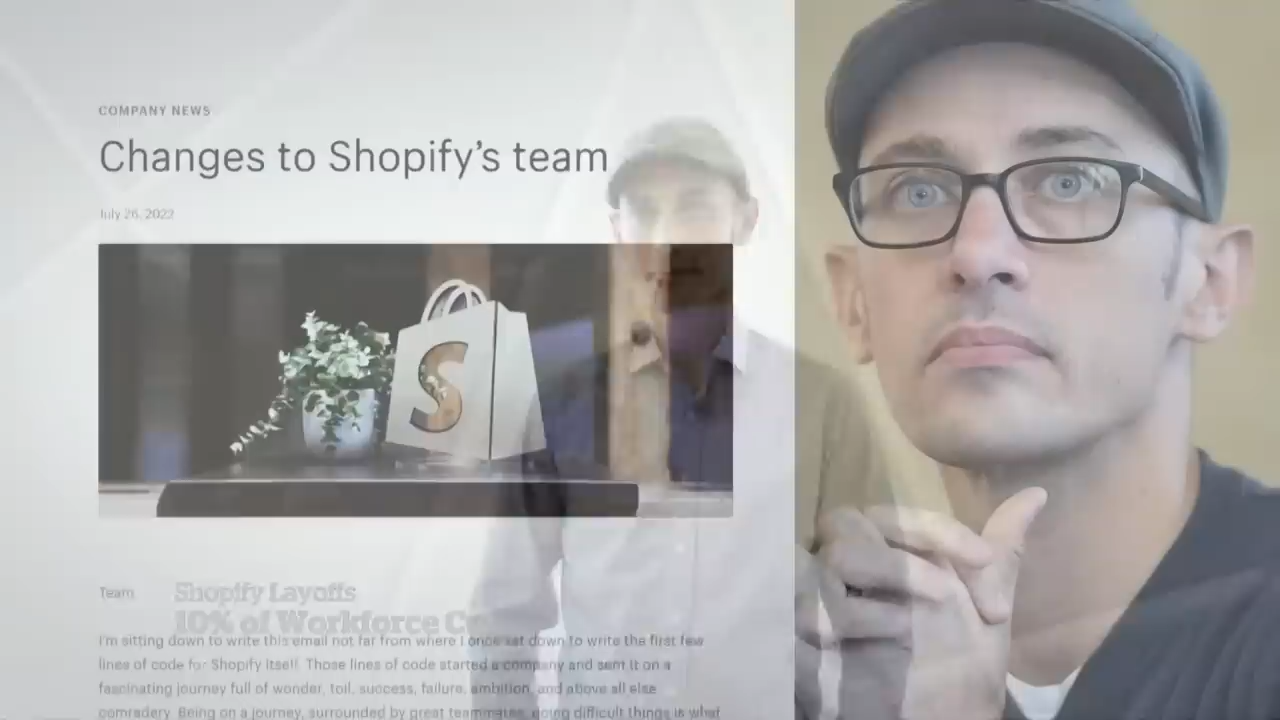 COMPANY NEWS
Changes to Shopify's team
July 26, 2022
S
Team
Shopify Layoffs
10% of Workforce
I'm sitting down to write this email not far from where I once sat down to write the first few
lines of code for Shopify itself. Those lines of code started a company and sent it on a
fascinating journey full of wonder, toil, success, failure, ambition, and above all else
comradery. Being on a journey, surrounded by great teammates, doing difficult things is what